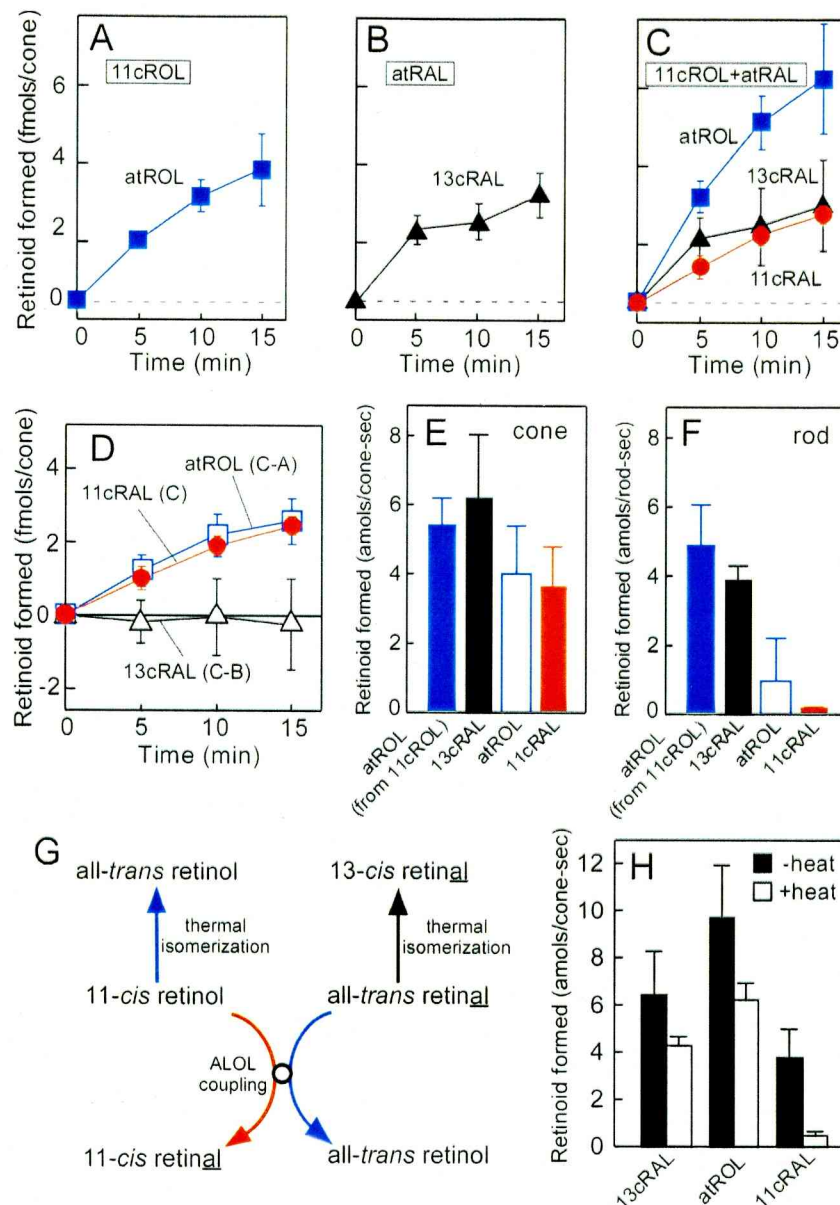 A
11cROL
atROL
Retinoid formed (fmols/cone)
6
4
2
0
0 5 10 15
Time (min)
B
atRAL
13cRAL
0 5 10 15
Time (min)
C
11cROL+atRAL
atROL
13cRAL
11cRAL
0 5 10 15
Time (min)
D
atROL (C-A)
11cRAL (C)
13cRAL (C-B)
Retinoid formed (fmols/cone)
4
2
0
-2
0 5 10 15
Time (min)
E
cone
Retinoid formed (amols/cone-sec)
8
6
4
2
0
atROL
(from 11cROL)
13cRAL
atROL
11cRAL
F
rod
Retinoid formed (amols/rod-sec)
8
6
4
2
0
atROL
(from 11cROL)
13cRAL
atROL
11cRAL
G
all-trans retinol
13-cis retinal
thermal
isomerization
thermal
isomerization
11-cis retinol
all-trans retinal
ALOL
coupling
11-cis retinal
all-trans retinol
H
-heat
+heat
Retinoid formed (amols/cone-sec)
12
10
8
6
4
2
0
13cRAL
atROL
11cRAL